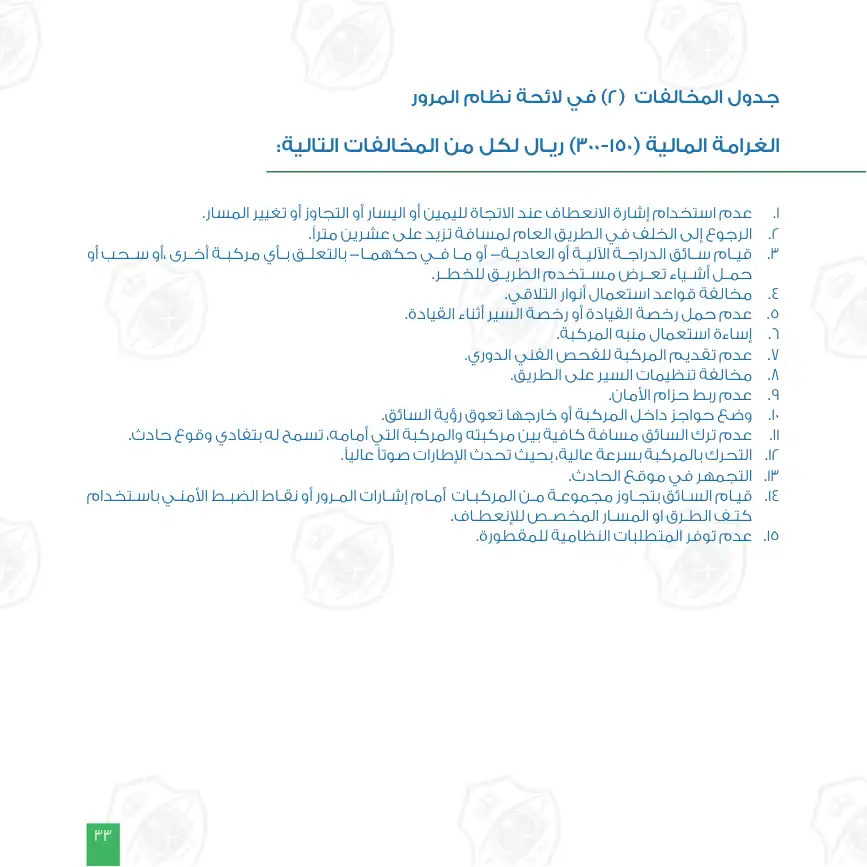 جدول المخالفات (٢) في لائحة نظام المرور
الغرامة المالية (١٥٠-٣٠٠) ريال لكل من المخالفات التالية:
١. عدم استخدام إشارة الانعطاف عند الاتجاة لليمين أو اليسار أو التجاوز أو تغيير المسار.
٢. الرجوع إلى الخلف في الطريق العام لمسافة تزيد على عشرين متراً.
٣. قيام سائق الدراجة الآلية أو العادية– أو ما في حكهما– بالتعلق بأي مركبة أخرى ،أو سحب أو
حمل أشياء تعرض مستخدم الطريق للخطر.
٤. مخالفة قواعد استعمال أنوار التلاقي.
٥. عدم حمل رخصة القيادة أو رخصة السير أثناء القيادة.
٦. إساءة استعمال منبه المركبة.
٧. عدم تقديم المركبة للفحص الفني الدوري.
٨. مخالفة تنظيمات السير على الطريق.
٩. عدم ربط حزام الأمان.
١٠. وضع حواجز داخل المركبة أو خارجها تعوق رؤية السائق.
١١. عدم ترك السائق مسافة كافية بين مركبته والمركبة التي أمامه، تسمح له بتفادي وقوع حادث.
١٢. التحرك بالمركبة بسرعة عالية، بحيث تحدث الإطارات صوتاً عالياً.
١٣. التجمهر في موقع الحادث.
١٤. قيام السائق بتجاوز مجموعة من المركبات أمام إشارات المرور أو نقاط الضبط الأمني باستخدام
كتف الطرق او المسار المخصص للإنعطاف.
١٥. عدم توفر المتطلبات النظامية للمقطورة.
٣٣